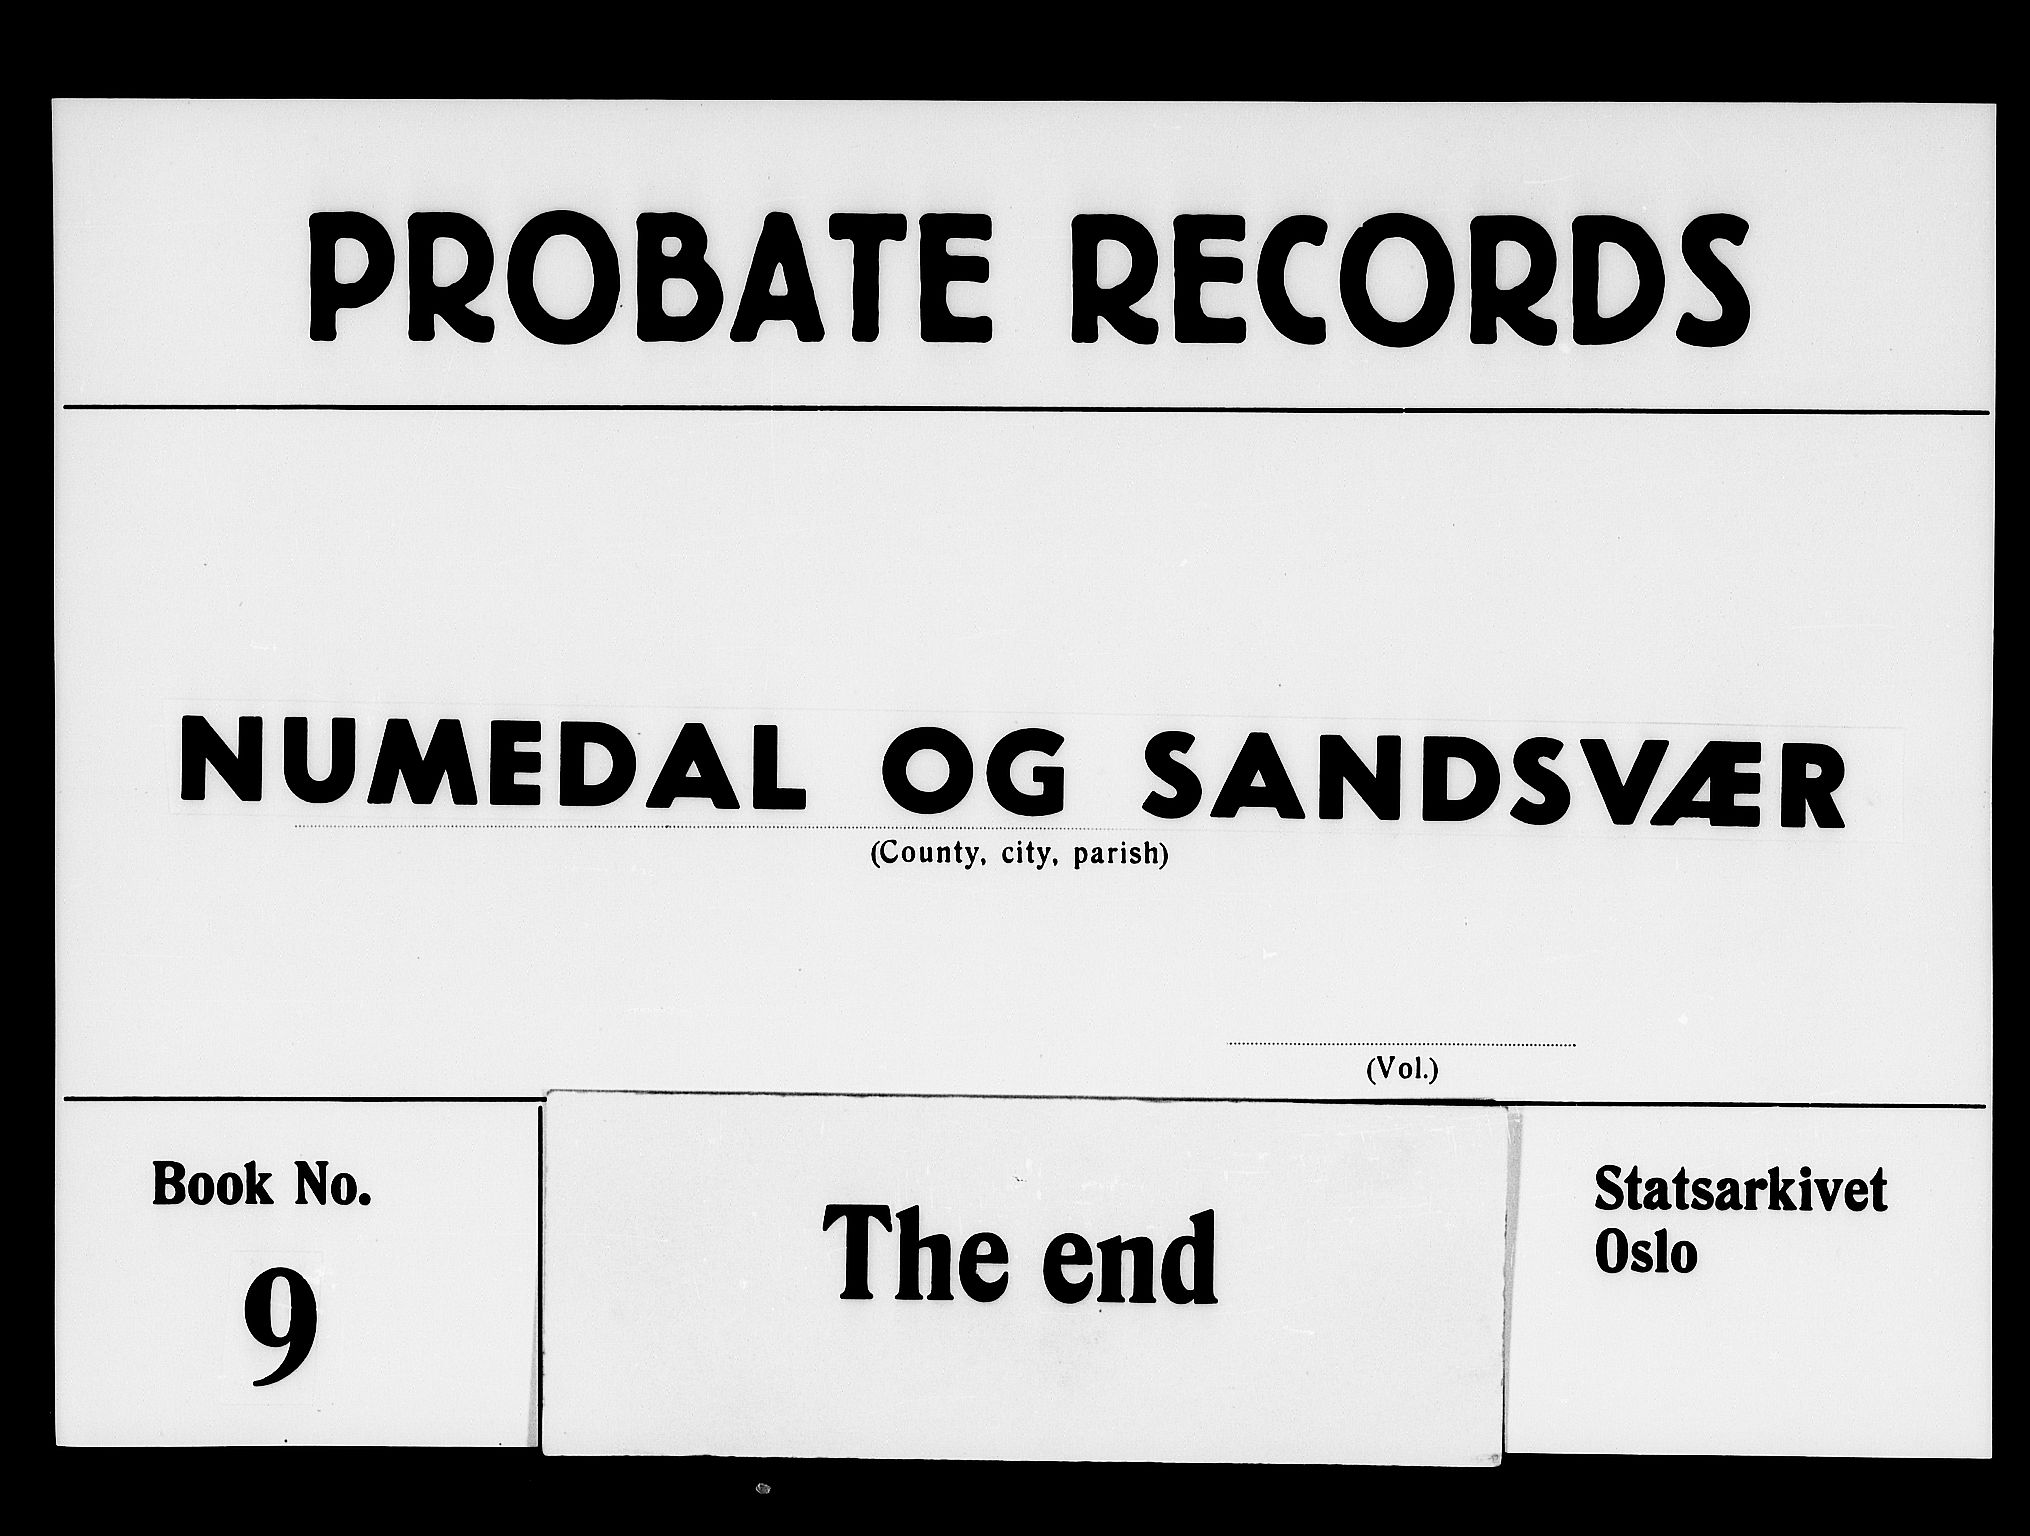 PROBATE RECORDS
NUMEDAL OG SANDSVÆR
(County, city, parish)
(Vol.)
Book No.
9
The end
Statsarkivet
Oslo